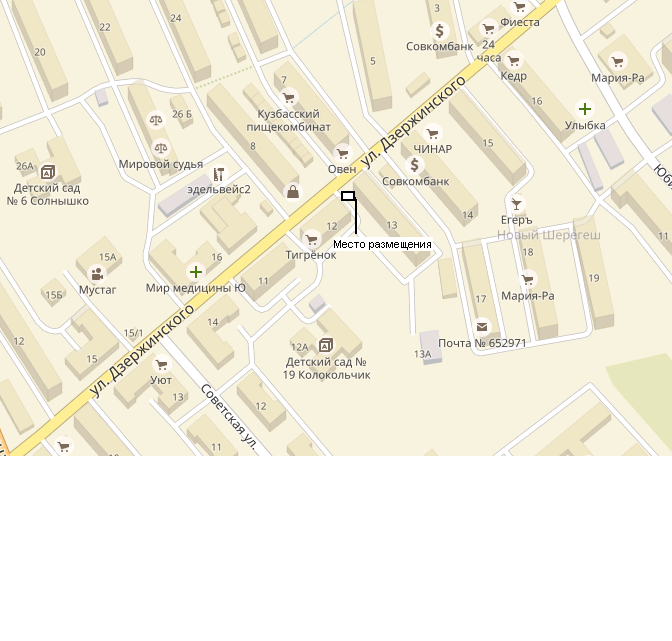 3
Фиеста
24
20
22
Совкомбанк
24
часа
5
Кедр
Мария-Ра
7
16
Кузбасский
пищекомбинат
26 Б
Улыбка
ул. Дзержинского
ЧИНАР
15
8
Мировой судья
Овен
26А
Детский сад
№ 6 Солнышко
эдельвейс2
Совкомбанк
14
Егеръ
12
13
Новый Шерегеш
11
Место размещения
Тигрёнок
15А
16
18
19
Мир медицины Ю
11
Мустаг
15Б
Мария-Ра
17
14
15/1
12
15
12А
Почта № 652971
13А
Детский сад №
19 Колокольчик
ул. Дзержинского
Уют
13
Советская ул.
12
11